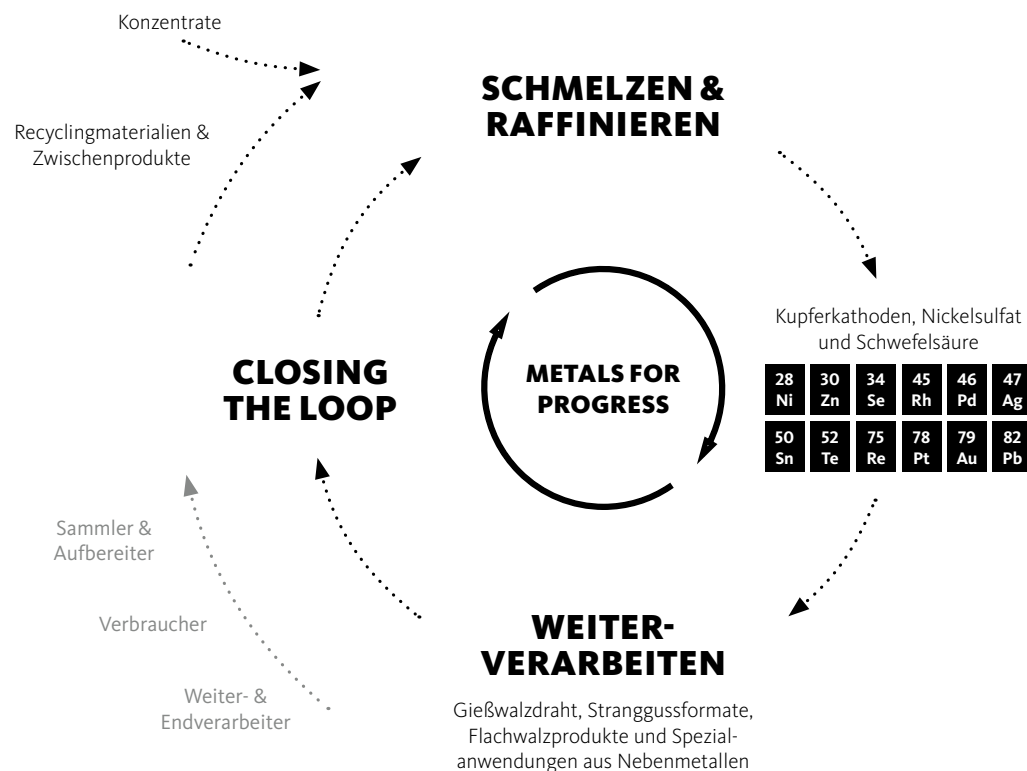 Konzentrate
SCHMELZEN &
RAFFINIEREN
Recyclingmaterialien &
Zwischenprodukte
Kupferkathoden, Nickelsulfat
und Schwefelsäure
CLOSING
THE LOOP
METALS FOR
PROGRESS
28 30 34 45 46 47
Ni Zn Se Rh Pd Ag
50 52 75 78 79 82
Sn Te Re Pt Au Pb
Sammler &
Aufbereiter
Verbraucher
Weiter- &
Endverarbeiter
WEITER-
VERARBEITEN
Gießwalzdraht, Stranggussformate,
Flachwalzprodukte und Spezial-
anwendungen aus Nebenmetallen